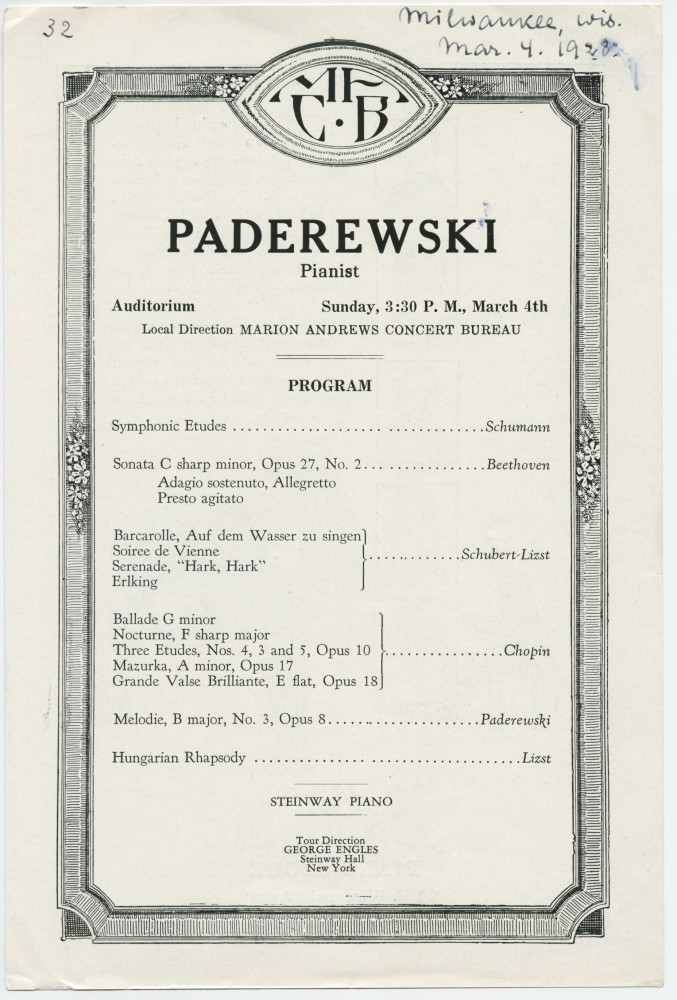 32
Milwaukee, Wis.
Mar. 4. 1928.
M A C B
PADEREWSKI
Pianist
Auditorium Sunday, 3:30 P. M., March 4th
Local Direction MARION ANDREWS CONCERT BUREAU
PROGRAM
Symphonic Etudes .................... .............Schumann
Sonata C sharp minor, Opus 27, No. 2... ................Beethoven
Adagio sostenuto, Allegretto
Presto agitato
Barcarolle, Auf dem Wasser zu singen
Soiree de Vienne
.............Schubert-Lizst
Serenade, "Hark, Hark"
Erlking
Ballade G minor
Nocturne, F sharp major
Three Etudes, Nos. 4, 3 and 5, Opus 10 ................Chopin
Mazurka, A minor, Opus 17
Grande Valse Brilliante, E flat, Opus 18
Melodie, B major, No. 3, Opus 8........................Paderewski
Hungarian Rhapsody ............... ....................Lizst
STEINWAY PIANO
Tour Direction
GEORGE ENGLES
Steinway Hall
New York